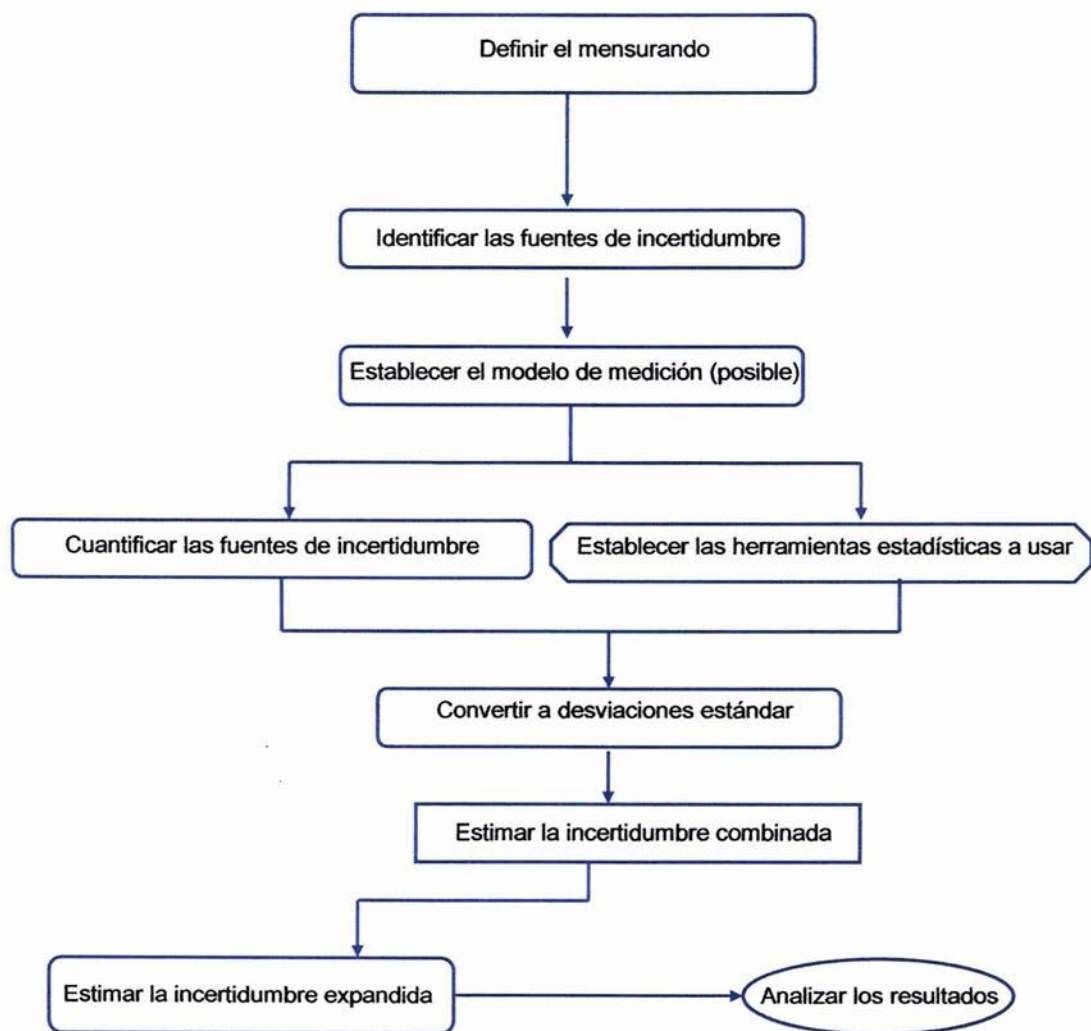 Definir el mensurando
Identificar las fuentes de incertidumbre
Establecer el modelo de medición (posible)
Cuantificar las fuentes de incertidumbre
Establecer las herramientas estadísticas a usar
Convertir a desviaciones estándar
Estimar la incertidumbre combinada
Estimar la incertidumbre expandida
Analizar los resultados